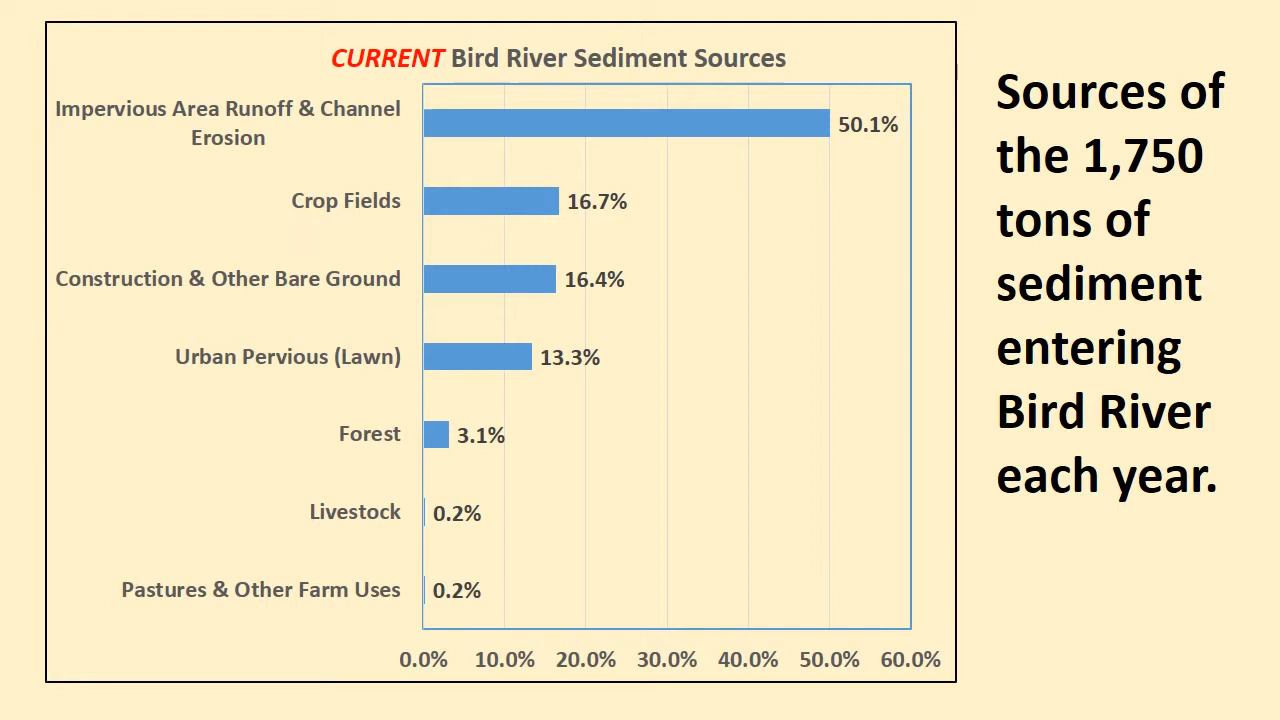 CURRENT Bird River Sediment Sources
Impervious Area Runoff & Channel
Erosion
50.1%
Crop Fields
16.7%
Construction & Other Bare Ground
16.4%
Urban Pervious (Lawn)
13.3%
Forest
3.1%
Livestock
0.2%
Pastures & Other Farm Uses
0.2%
0.0% 10.0% 20.0% 30.0% 40.0% 50.0% 60.0%
Sources of
the 1,750
tons of
sediment
entering
Bird River
each year.